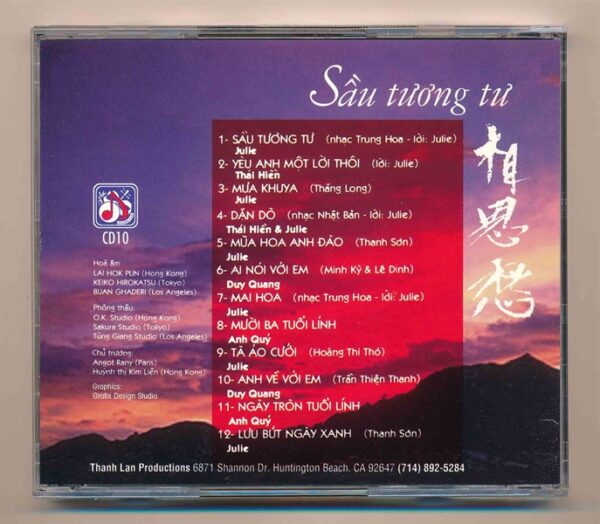 Sầu tương tư
相思愁
1- SẦU TƯƠNG TƯ (nhạc Trung Hoa - lời: Julie)
Julie
2- YÊU ANH MỘT LỜI THÔI (lời: Julie)
Thái Hiền
3- MƯA KHUYA (Thăng Long)
Julie
4- DẶN DÒ (nhạc Nhật Bản - lời: Julie)
Thái Hiền & Julie
5- MÙA HOA ANH ĐÀO (Thanh Sơn)
Julie
6- AI NÓI VỚI EM (Minh Kỳ & Lê Dinh)
Duy Quang
7- MAI HOA (nhạc Trung Hoa - lời: Julie)
Julie
8- MƯỜI BA TUỔI LÍNH
Anh Quý
9- TÀ ÁO CƯỚI (Hoàng Thi Thơ)
Julie
10- ANH VỀ VỚI EM (Trần Thiện Thanh)
Duy Quang
11- NGÀY TRÒN TUỔI LÍNH
Anh Quý
12- LƯU BÚT NGÀY XANH (Thanh Sơn)
Julie
CD10
Hoà âm
LAI HOK PUN (Hong Kong)
KEIKO HIROKATSU (Tokyo)
BIJAN GHADERI (Los Angeles)
Phòng thâu:
O.K. Studio (Hong Kong)
Sakura Studio (Tokyo)
Tùng Giang Studio (Los Angeles)
Chủ trương:
Angot Rany (Paris)
Huỳnh thị Kim Liên (Hong Kong)
Graphics:
Grafix Design Studio
Thanh Lan Productions 6871 Shannon Dr. Huntington Beach. CA 92647 (714) 892-5284